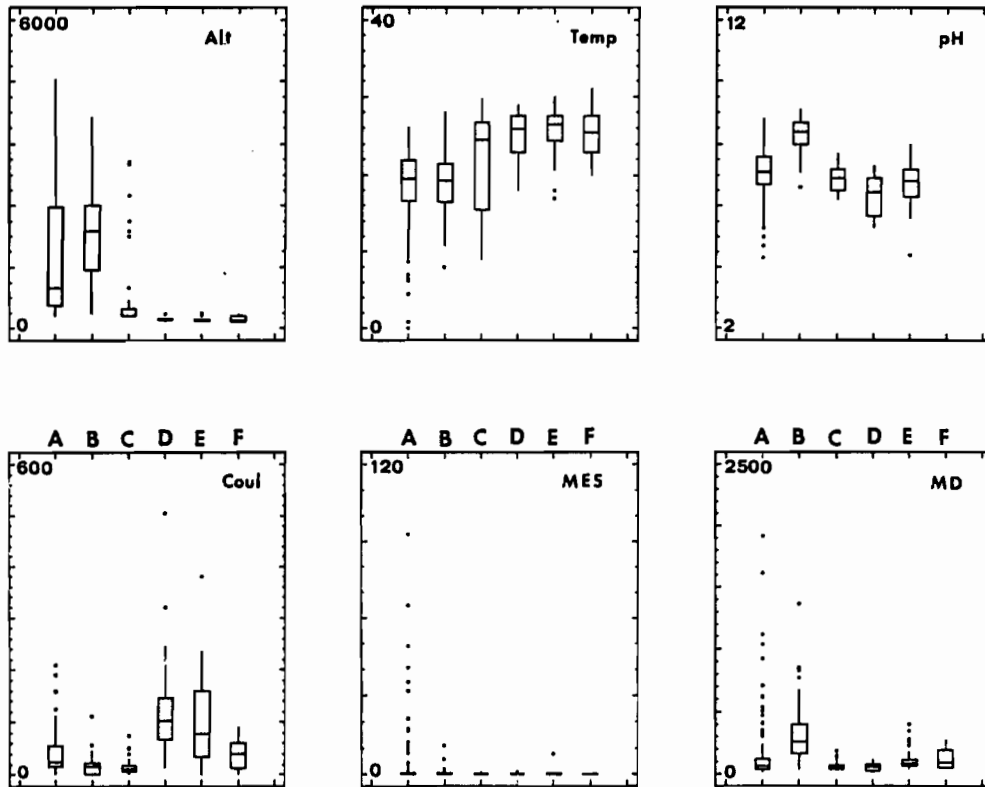 6000
Alt
0
40
Temp
0
12
pH
2
A B C D E F
600
Coul
0
A B C D E F
120
MES
0
A B C D E F
2500
MD
0